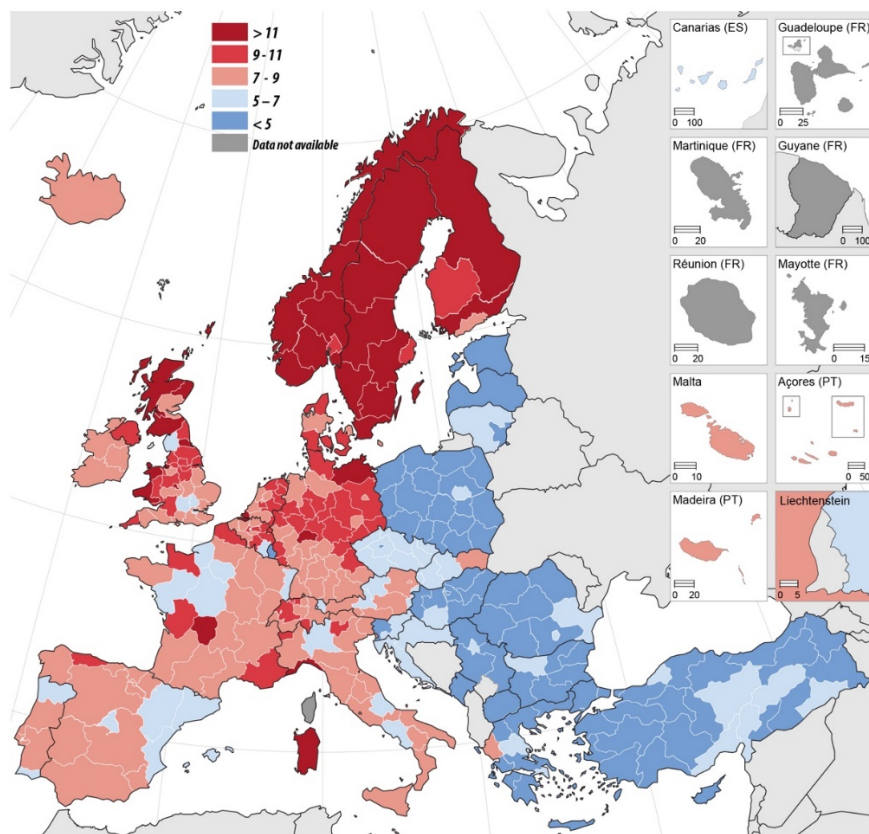 > 11
9 - 11
7 - 9
5 – 7
< 5
Data not available
Canarias (ES)
0 100
Guadeloupe (FR)
0 25
Martinique (FR)
0 20
Guyane (FR)
0 100
Réunion (FR)
0 20
Mayotte (FR)
0 15
Malta
0 10
Açores (PT)
0 50
Madeira (PT)
0 20
Liechtenstein
0 5